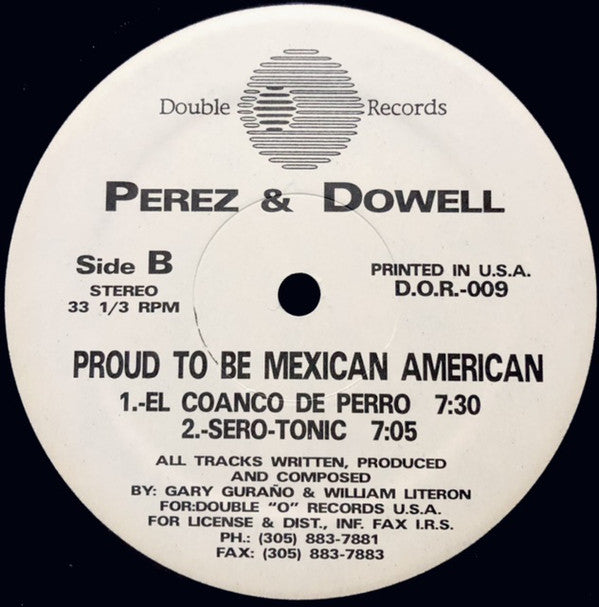 Double Records
PEREZ & DOWELL
Side B
STEREO
33 1/3 RPM
PRINTED IN U.S.A.
D.O.R.-009
PROUD TO BE MEXICAN AMERICAN
1.-EL COANCO DE PERRO 7:30
2.-SERO-TONIC 7:05
ALL TRACKS WRITTEN, PRODUCED
AND COMPOSED
BY: GARY GURAÑO & WILLIAM LITERON
FOR:DOUBLE "O" RECORDS U.S.A.
FOR LICENSE & DIST., INF. FAX I.R.S.
PH.: (305) 883-7881
FAX: (305) 883-7883